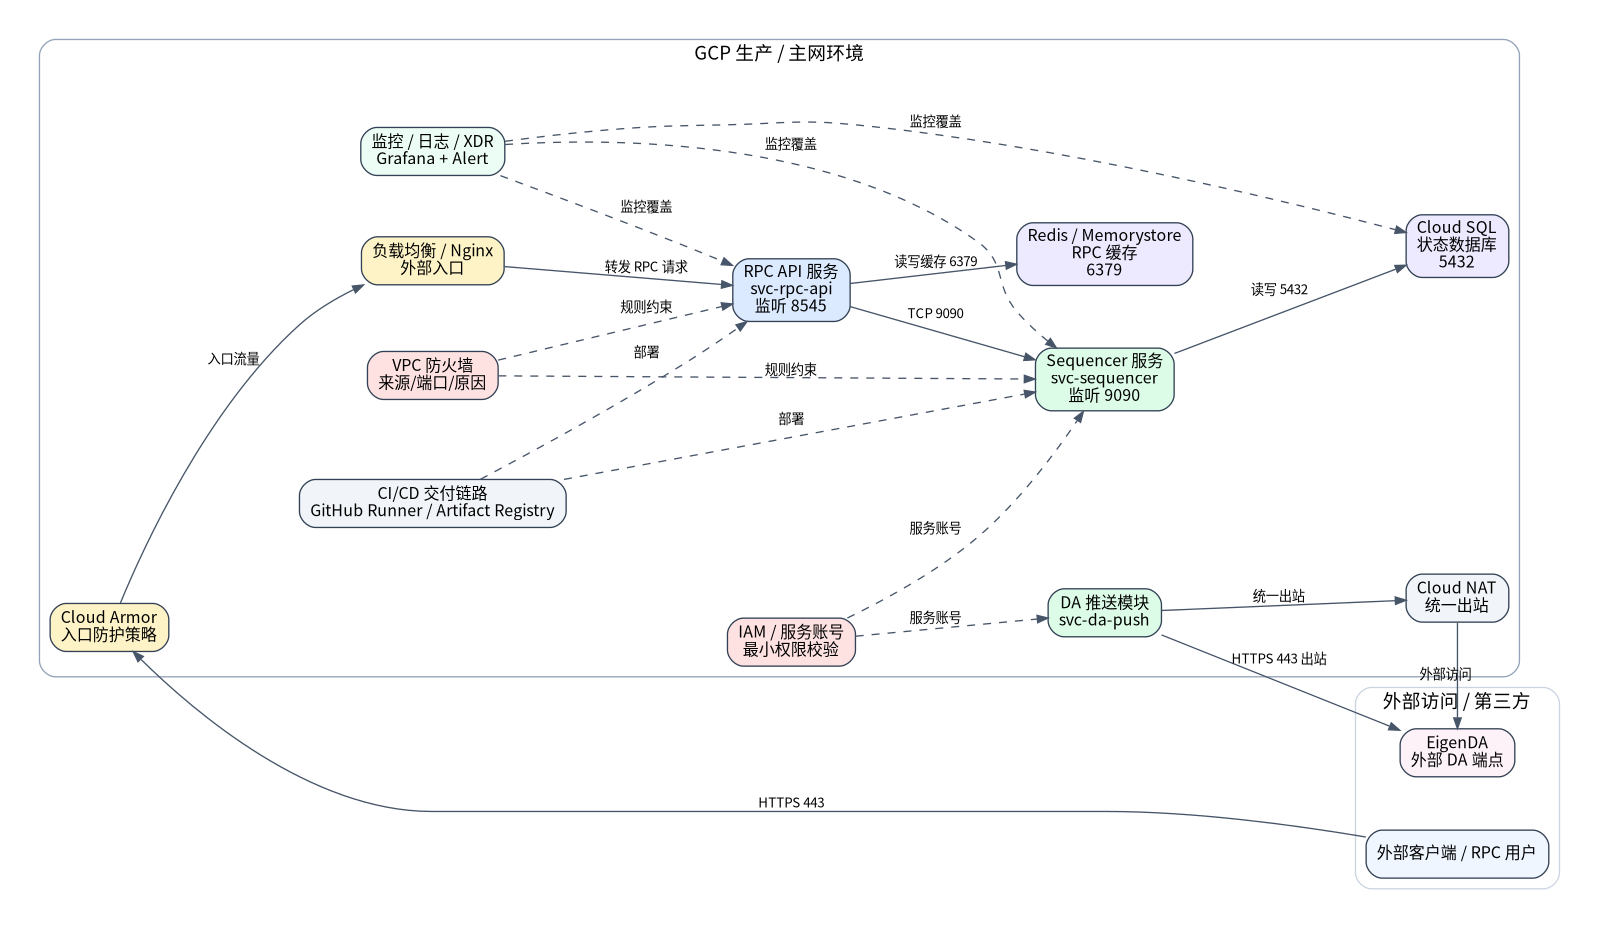 GCP 生产 / 主网环境
监控覆盖
监控 / 日志 / XDR
Grafana + Alert
监控覆盖
监控覆盖
负载均衡 / Nginx
外部入口
转发 RPC 请求
RPC API 服务
svc-rpc-api
监听 8545
读写缓存 6379
Redis / Memorystore
RPC 缓存
6379
Cloud SQL
状态数据库
5432
读写 5432
规则约束
TCP 9090
入口流量
VPC 防火墙
来源/端口/原因
部署
规则约束
Sequencer 服务
svc-sequencer
监听 9090
部署
CI/CD 交付链路
GitHub Runner / Artifact Registry
服务账号
Cloud Armor
入口防护策略
IAM / 服务账号
最小权限校验
服务账号
DA 推送模块
svc-da-push
统一出站
Cloud NAT
统一出站
HTTPS 443 出站
外部访问
外部访问 / 第三方
EigenDA
外部 DA 端点
HTTPS 443
外部客户端 / RPC 用户